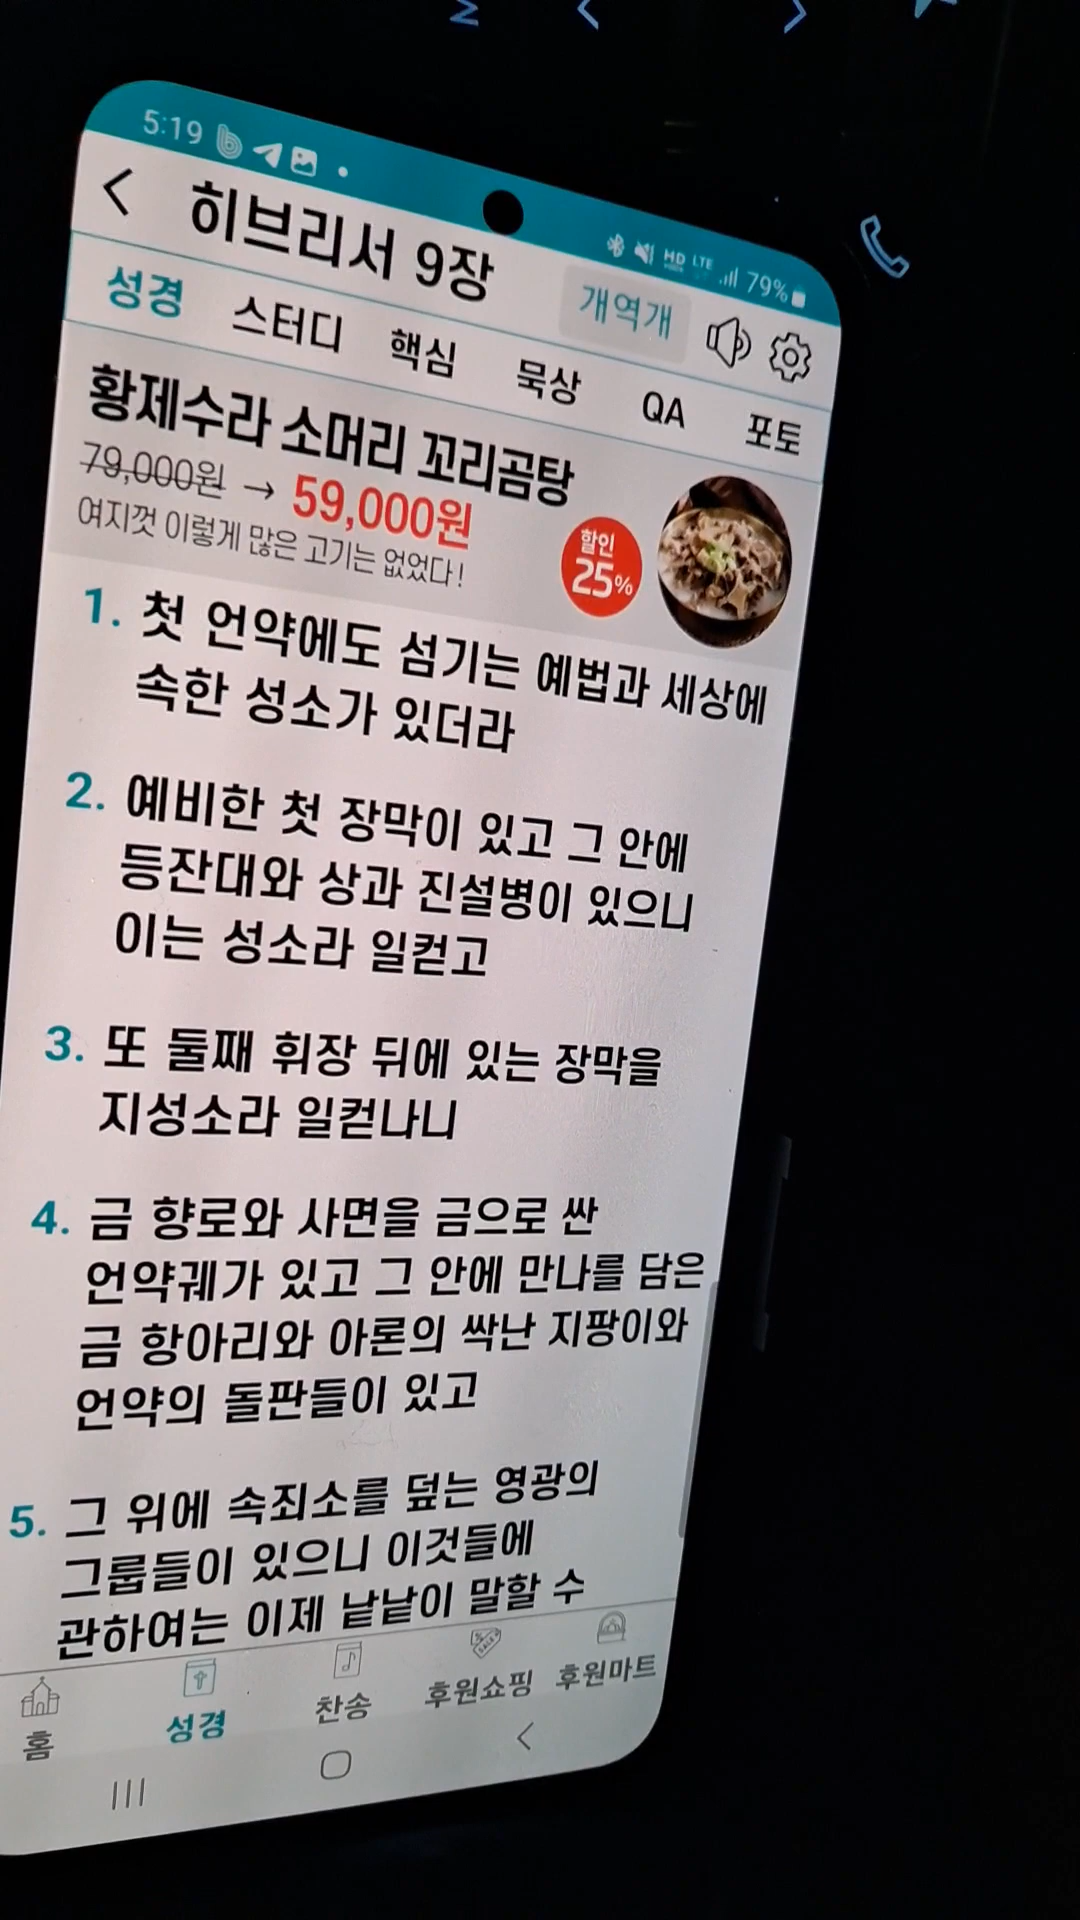 5:19
HD LTE 79%
히브리서 9장
개역개
성경 스터디 핵심 묵상 QA 포토
황제수라 소머리 꼬리곰탕
79,000원 → 59,000원
여지껏 이렇게 많은 고기는 없었다!
할인
25%
1. 첫 언약에도 섬기는 예법과 세상에
속한 성소가 있더라
2. 예비한 첫 장막이 있고 그 안에
등잔대와 상과 진설병이 있으니
이는 성소라 일컫고
3. 또 둘째 휘장 뒤에 있는 장막을
지성소라 일컫나니
4. 금 향로와 사면을 금으로 싼
언약궤가 있고 그 안에 만나를 담은
금 항아리와 아론의 싹난 지팡이와
언약의 돌판들이 있고
5. 그 위에 속죄소를 덮는 영광의
그룹들이 있으니 이것들에
관하여는 이제 낱낱이 말할 수
SALE
홈 성경 찬송 후원쇼핑 후원마트